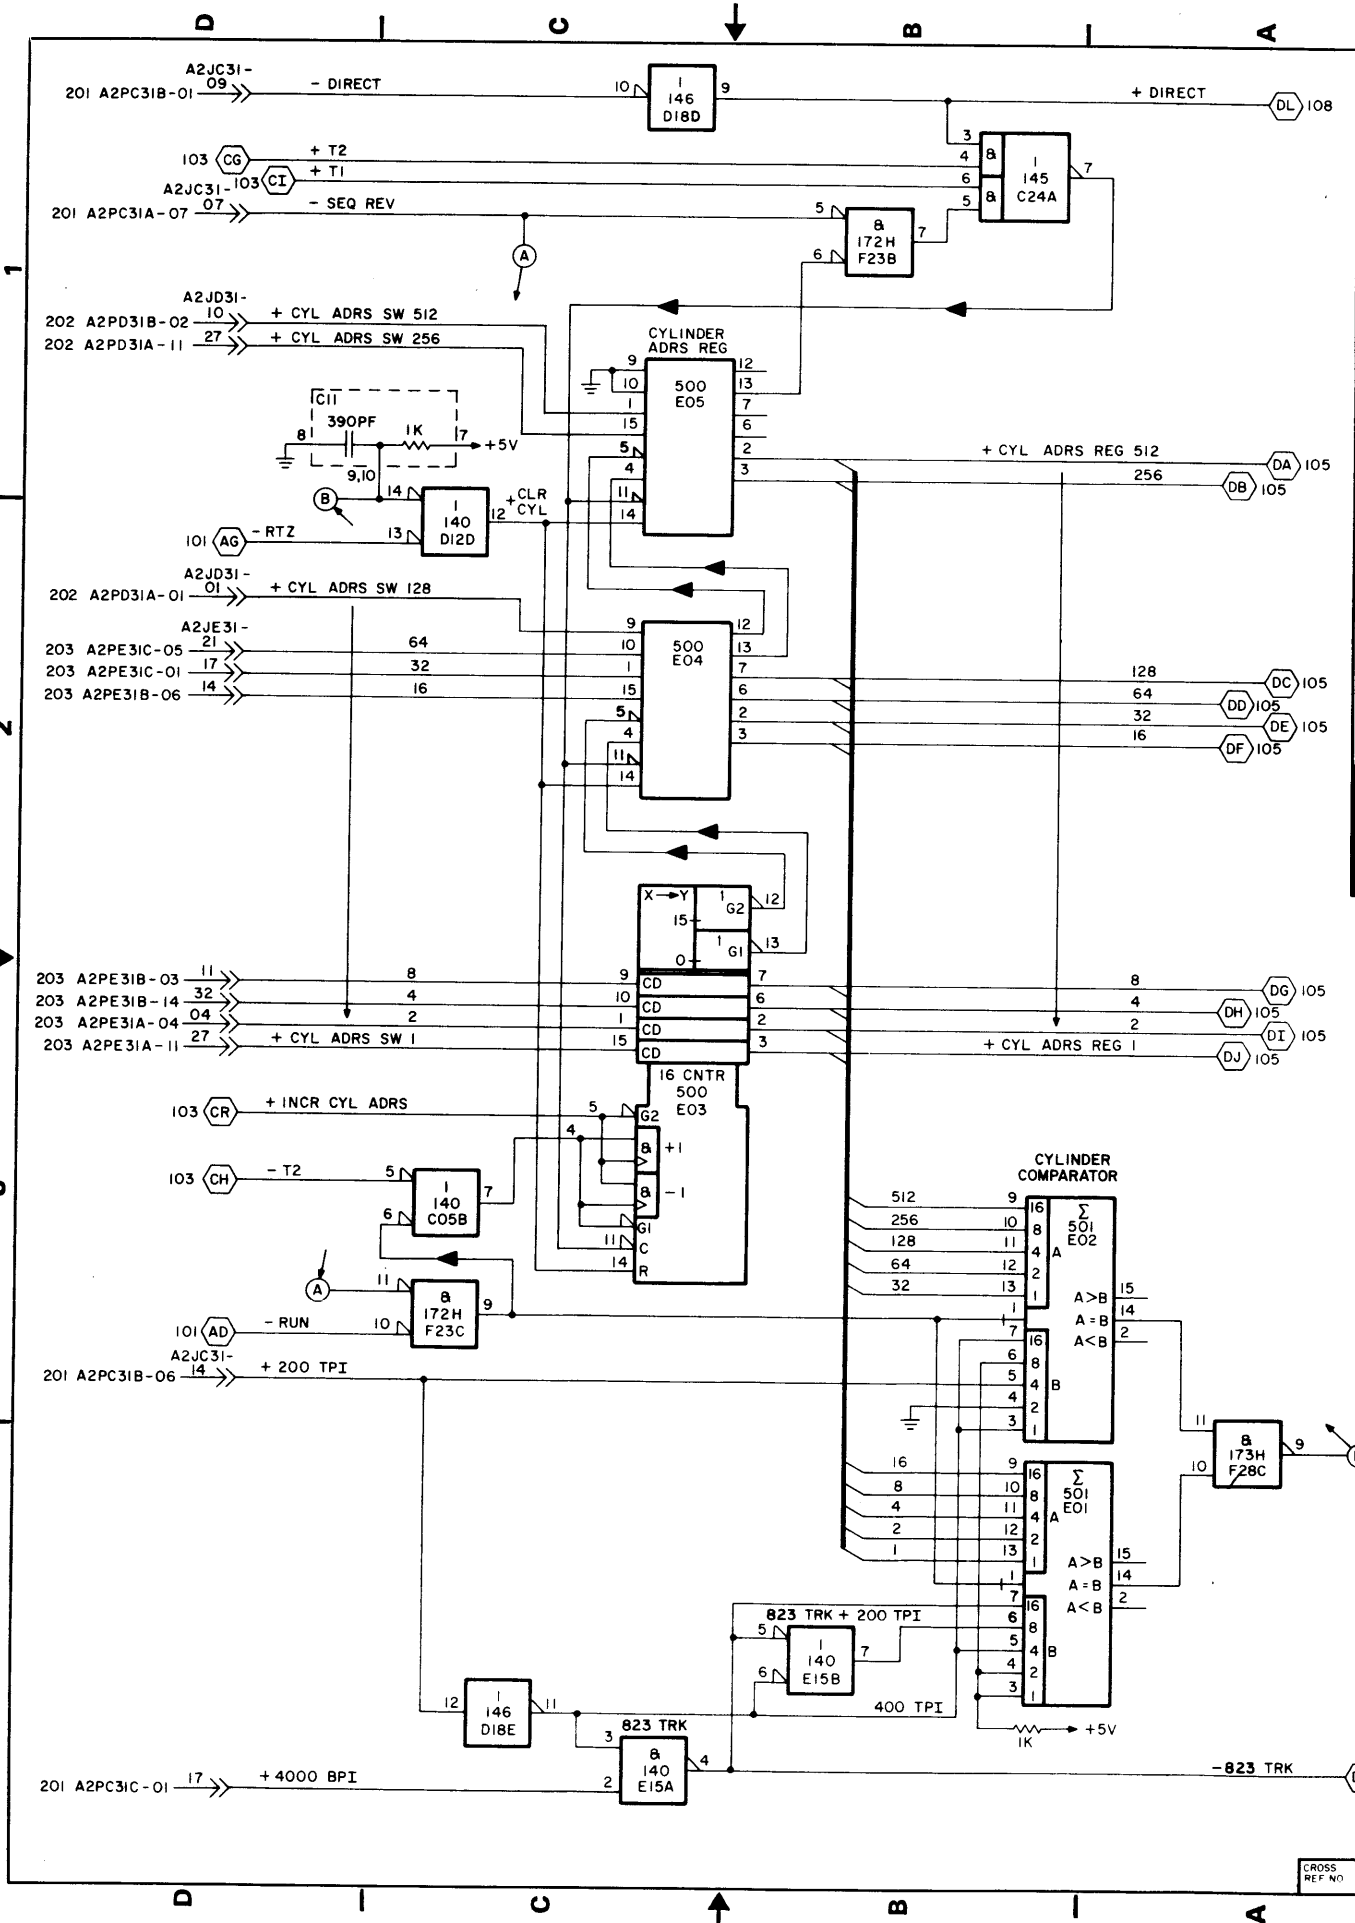 D C B A
A2JC31-
201 A2PC31B-01 09 - DIRECT 10 1 146 D18D 9 + DIRECT DL 108
103 CG + T2
103 CI + T1
3 4 6 5 & & 1 145 C24A 7
A2JC31-
201 A2PC31A-07 07 - SEQ REV 5 6 & 172H F23B 7
A
1
A2JD31-
202 A2PD31B-02 10 + CYL ADRS SW 512
202 A2PD31A-11 27 + CYL ADRS SW 256
CYLINDER
ADRS REG
9 10 1 15 5 4 11 14
500
E05
12 13 7 6 2 3
C11
390PF 1K
8 7 +5V
9,10
+ CYL ADRS REG 512 DA 105
256 DB 105
B 14 1 140 D12D 12 + CLR CYL
101 AG -RTZ 13
A2JD31-
202 A2PD31A-01 01 + CYL ADRS SW 128
A2JE31-
203 A2PE31C-05 21 64
203 A2PE31C-01 17 32
203 A2PE31B-06 14 16
9 10 1 15 5 4 11 14
500
E04
12 13 7 6 2 3
128 DC 105
64 DD 105
32 DE 105
16 DF 105
2
X→Y 1 G2 12
15
1 G1 13
0
203 A2PE31B-03 11 8 9 CD 7 8 DG 105
203 A2PE31B-14 32 4 10 CD 6 4 DH 105
203 A2PE31A-04 04 2 1 CD 2 2 DI 105
203 A2PE31A-11 27 + CYL ADRS SW 1 15 CD 3 + CYL ADRS REG 1 DJ 105
16 CNTR
500
E03
103 CR + INCR CYL ADRS 5 G2
4 & +1
& -1
G1
11 C
14 R
103 CH - T2 5 6 1 140 C05B 7
A 11 & 172H F23C 9
101 AD - RUN 10
A2JC31-
201 A2PC31B-06 14 + 200 TPI
CYLINDER
COMPARATOR
512 9 16 Σ
256 10 8 501
128 11 4 A E02
64 12 2
32 13 1 A>B 15
1 A=B 14
7 16 A<B 2
6 8
5 4 B
4 2
3 1
11 10 & 173H F28C 9
16 9 16 Σ
8 10 8 501
4 11 4 A E01
2 12 2
1 13 1 A>B 15
1 A=B 14
7 16 A<B 2
6 8
5 4 B
4 2
3 1
1K +5V
823 TRK + 200 TPI
5 6 1 140 E15B 7
400 TPI
12 1 146 D18E 11
823 TRK
3 2 & 140 E15A 4
-823 TRK
201 A2PC31C-01 17 +4000 BPI
CROSS
REF NO
D C B A